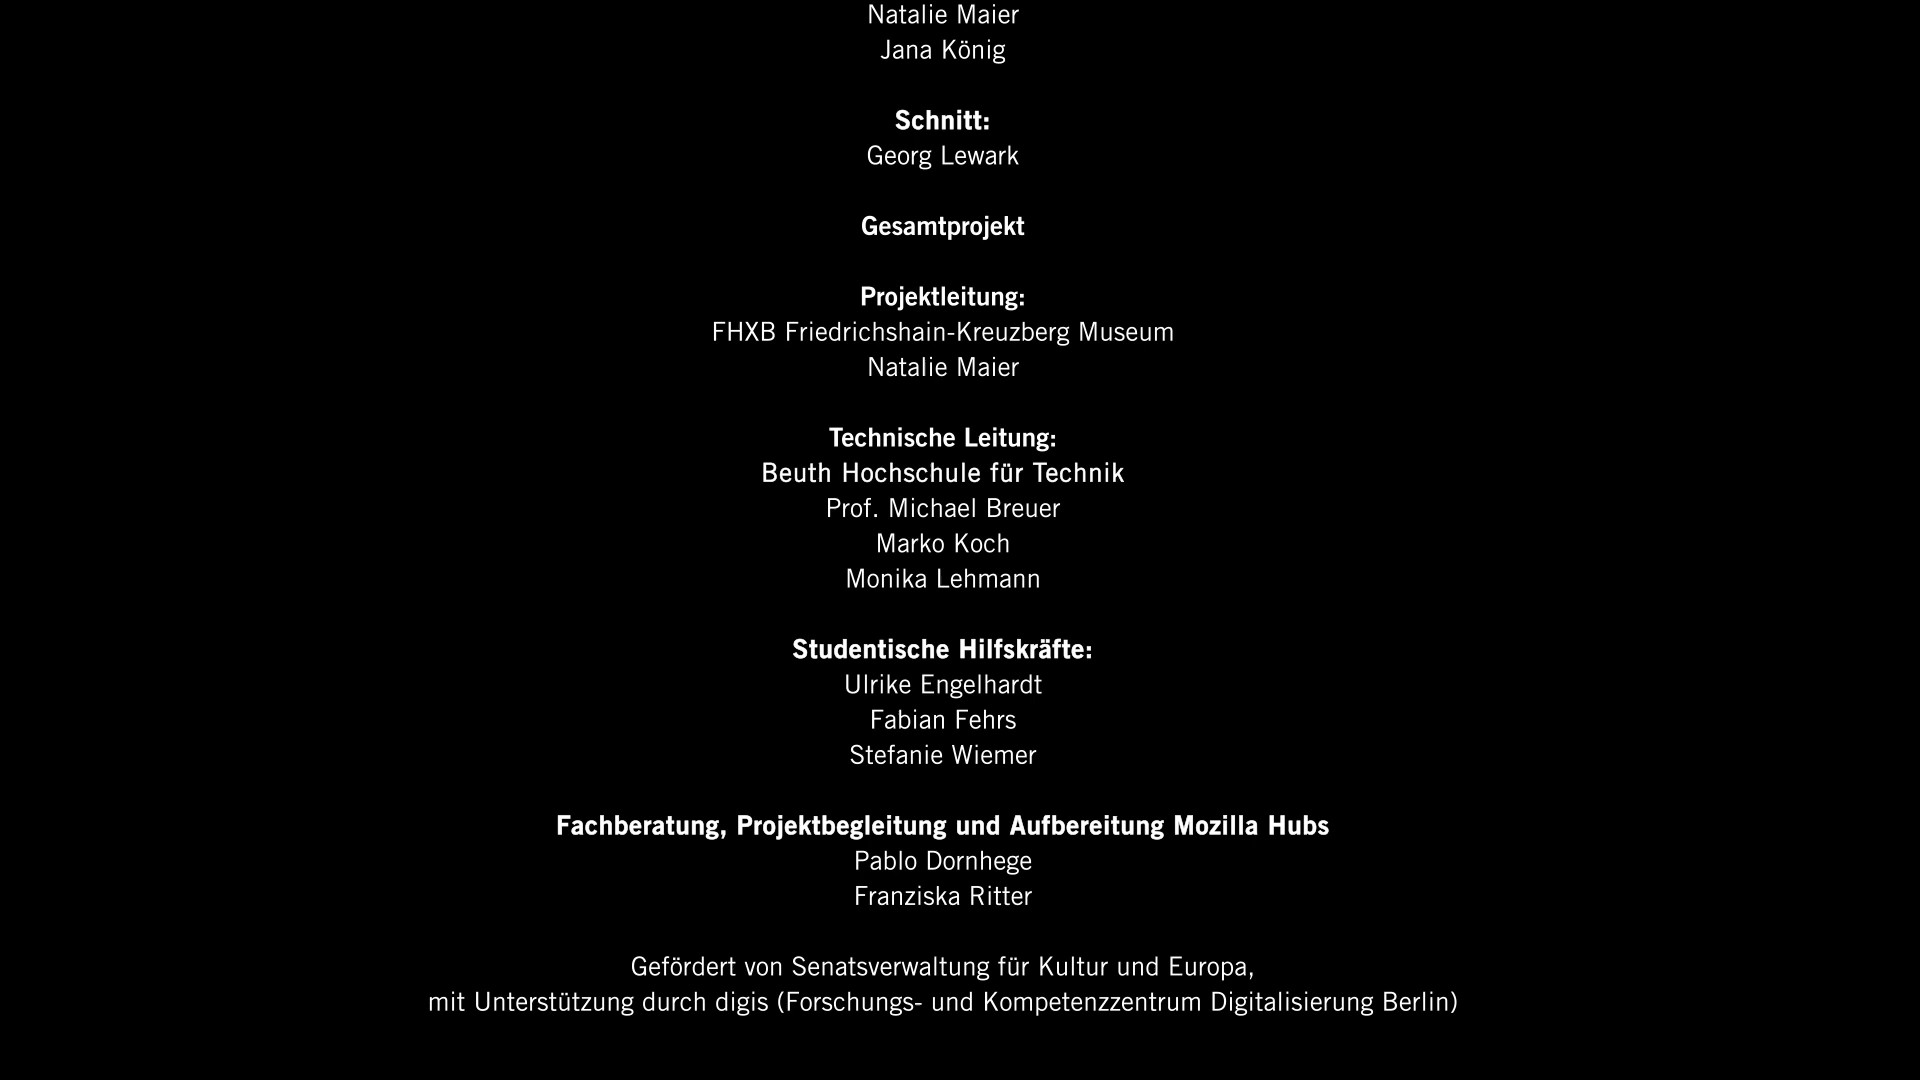 Natalie Maier
Jana König
Schnitt:
Georg Lewark
Gesamtprojekt
Projektleitung:
FHXB Friedrichshain-Kreuzberg Museum
Natalie Maier
Technische Leitung:
Beuth Hochschule für Technik
Prof. Michael Breuer
Marko Koch
Monika Lehmann
Studentische Hilfskräfte:
Ulrike Engelhardt
Fabian Fehrs
Stefanie Wiemer
Fachberatung, Projektbegleitung und Aufbereitung Mozilla Hubs
Pablo Dornhege
Franziska Ritter
Gefördert von Senatsverwaltung für Kultur und Europa,
mit Unterstützung durch digis (Forschungs- und Kompetenzzentrum Digitalisierung Berlin)